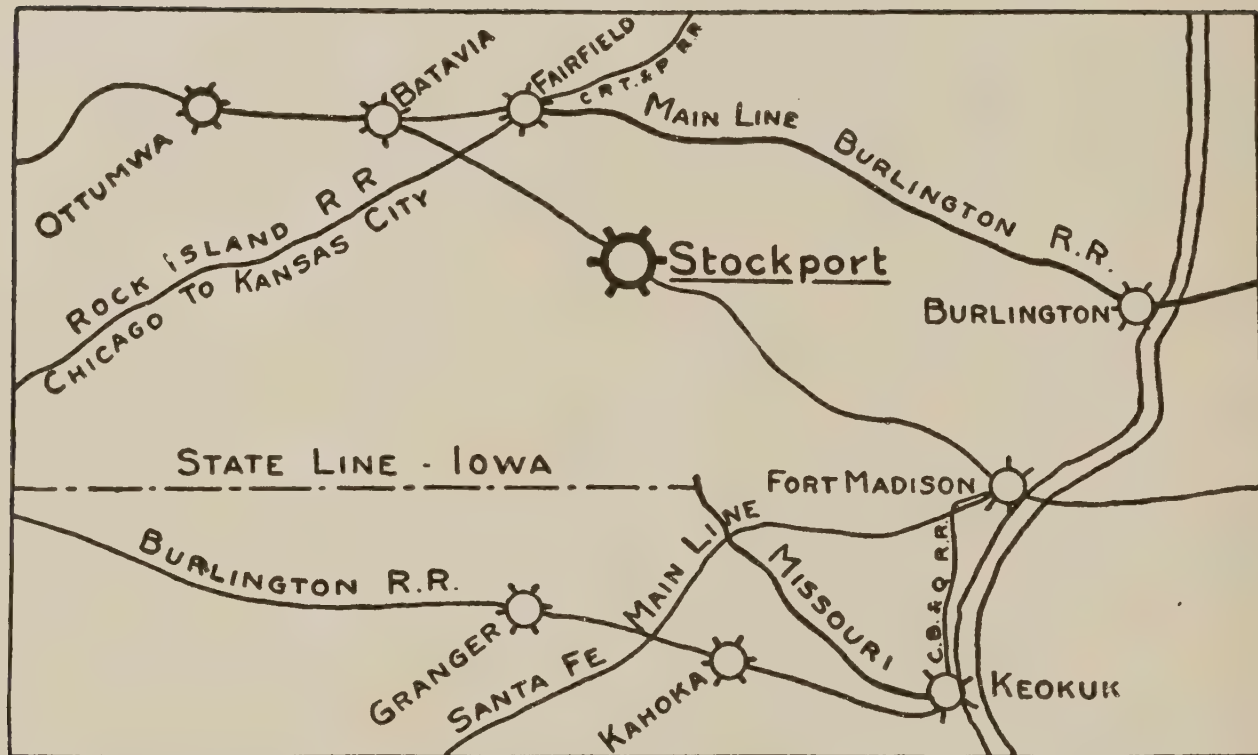 OTTUMWA
BATAVIA
FAIRFIELD
C R T. & P R R
MAIN LINE BURLINGTON R.R.
ROCK ISLAND R R
CHICAGO TO KANSAS CITY
Stockport
BURLINGTON
STATE LINE - IOWA
FORT MADISON
BURLINGTON R.R.
GRANGER
SANTA FE MAIN LINE
MISSOURI
C. B. & Q R.R.
KAHOKA
KEOKUK